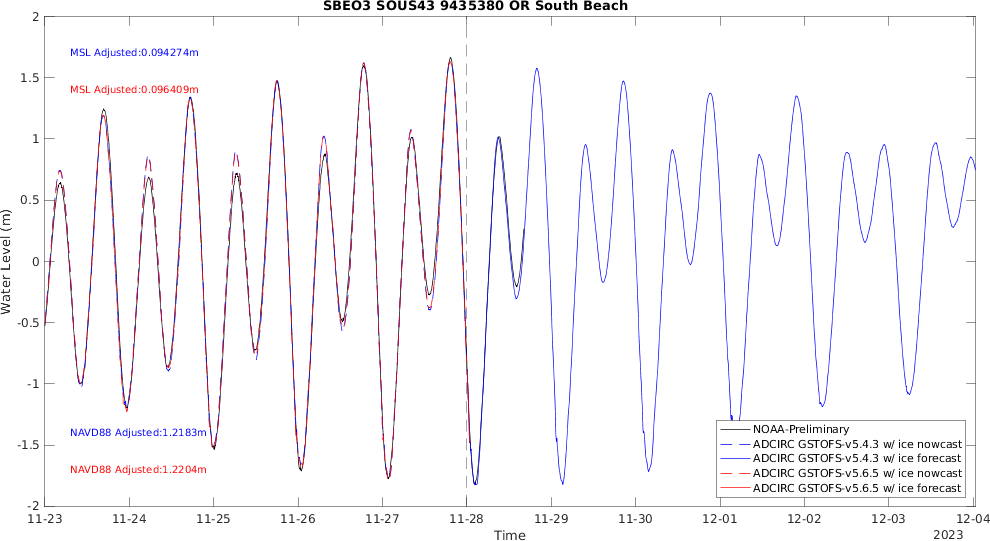 SBEO3 SOUS43 9435380 OR South Beach
MSL Adjusted:0.094274m
MSL Adjusted:0.096409m
NAVD88 Adjusted:1.2183m
NAVD88 Adjusted:1.2204m
Water Level (m)
2
1.5
1
0.5
0
-0.5
-1
-1.5
-2
NOAA-Preliminary
ADCIRC GSTOFS-v5.4.3 w/ ice nowcast
ADCIRC GSTOFS-v5.4.3 w/ ice forecast
ADCIRC GSTOFS-v5.6.5 w/ ice nowcast
ADCIRC GSTOFS-v5.6.5 w/ ice forecast
11-23 11-24 11-25 11-26 11-27 11-28 11-29 11-30 12-01 12-02 12-03 12-04
Time
2023